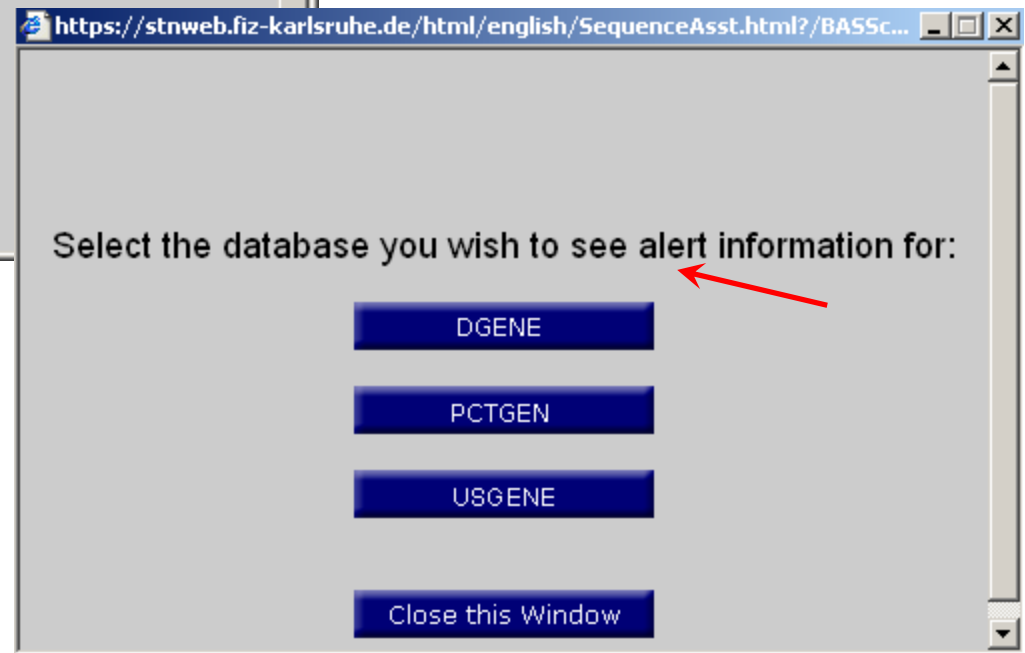 https://stnweb.fiz-karlsruhe.de/html/english/SequenceAsst.html?/BASSc...
Select the database you wish to see alert information for:
DGENE
PCTGEN
USGENE
Close this Window